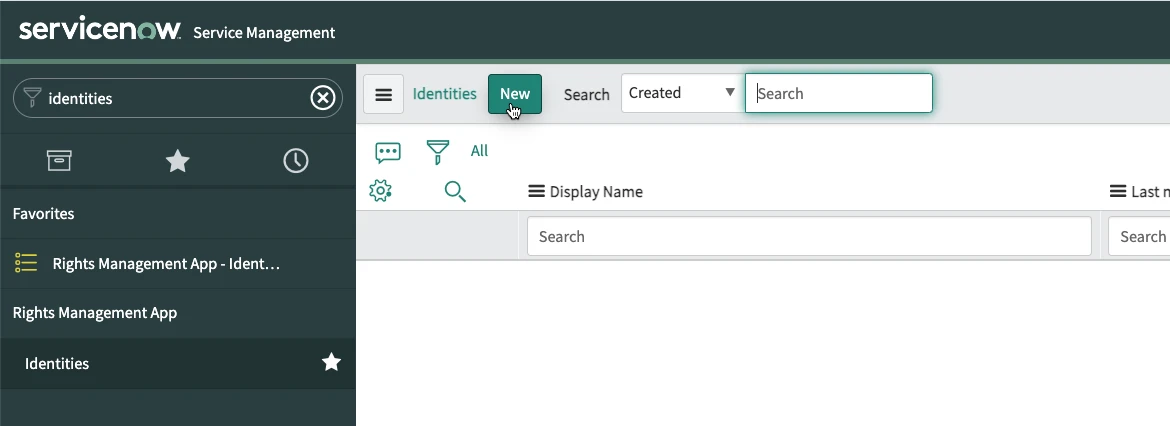 servicenow™ Service Management
identities
Identities New Search Created Search
All
Display Name Last n
Search Search
Favorites
Rights Management App - Ident...
Rights Management App
Identities